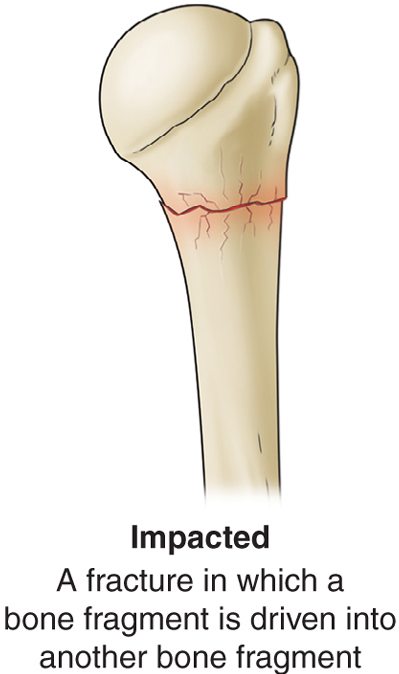 Impacted
A fracture in which a
bone fragment is driven into
another bone fragment